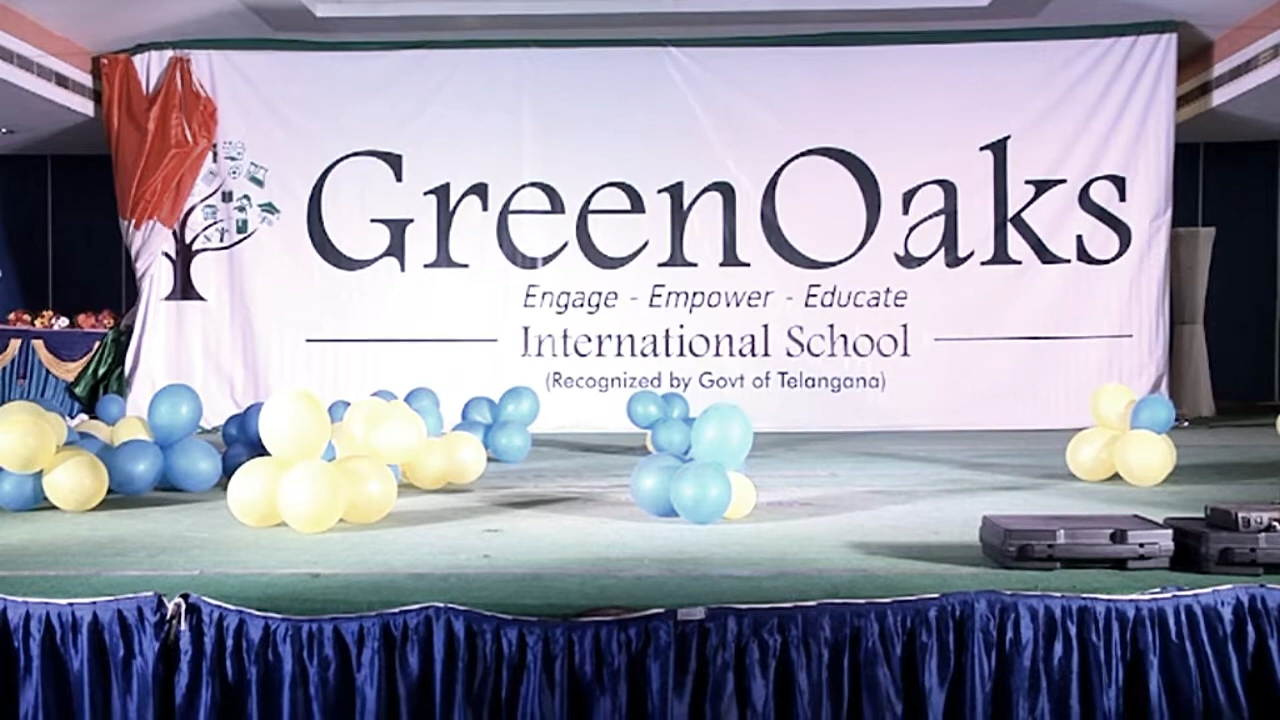 GreenOaks
Engage - Empower - Educate
International School
(Recognized by Govt of Telangana)